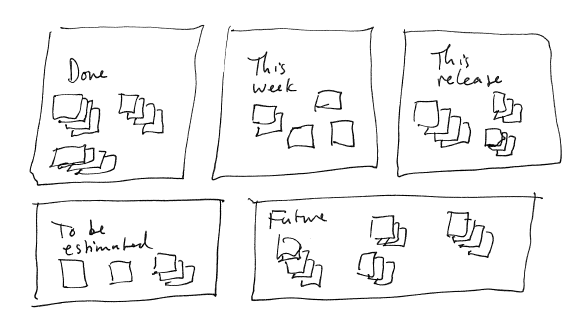 Done
This
week
This
release
To be
estimated
Future